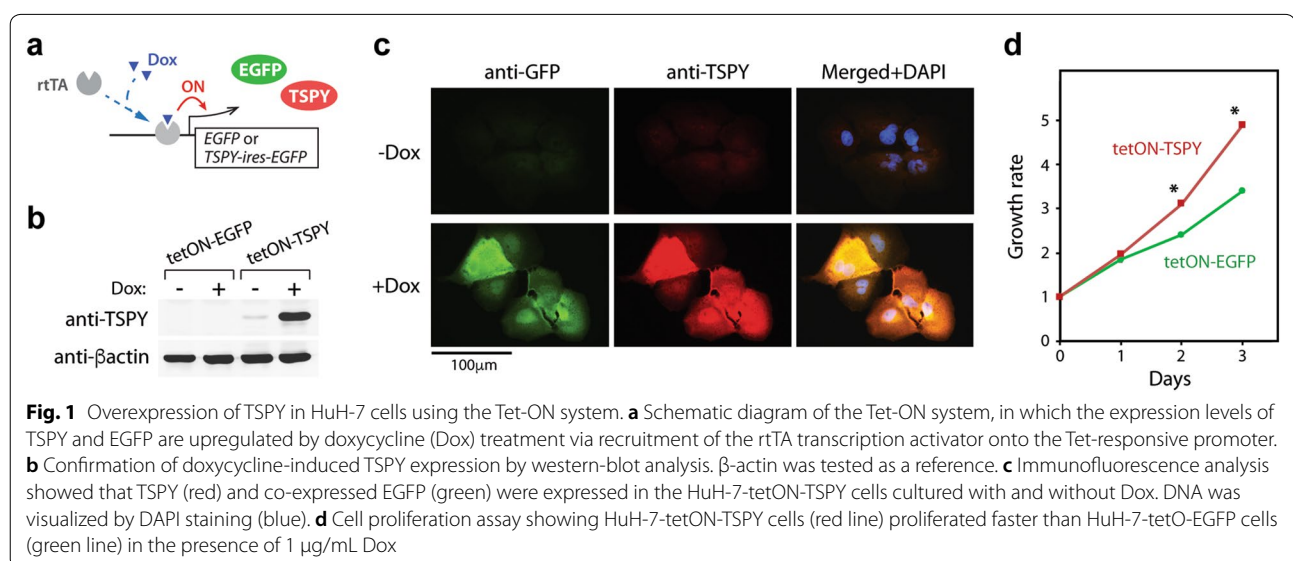 a
Dox
rtTA
ON
EGFP
TSPY
EGFP or
TSPY-ires-EGFP
b
tetON-EGFP
tetON-TSPY
Dox: - + - +
anti-TSPY
anti-βactin
c
anti-GFP anti-TSPY Merged+DAPI
-Dox
+Dox
100μm
d
Growth rate
5
4
3
2
1
0
tetON-TSPY
tetON-EGFP
*
*
0 1 2 3
Days
Fig. 1 Overexpression of TSPY in HuH-7 cells using the Tet-ON system. a Schematic diagram of the Tet-ON system, in which the expression levels of
TSPY and EGFP are upregulated by doxycycline (Dox) treatment via recruitment of the rtTA transcription activator onto the Tet-responsive promoter.
b Confirmation of doxycycline-induced TSPY expression by western-blot analysis. β-actin was tested as a reference. c Immunofluorescence analysis
showed that TSPY (red) and co-expressed EGFP (green) were expressed in the HuH-7-tetON-TSPY cells cultured with and without Dox. DNA was
visualized by DAPI staining (blue). d Cell proliferation assay showing HuH-7-tetON-TSPY cells (red line) proliferated faster than HuH-7-tetO-EGFP cells
(green line) in the presence of 1 μg/mL Dox